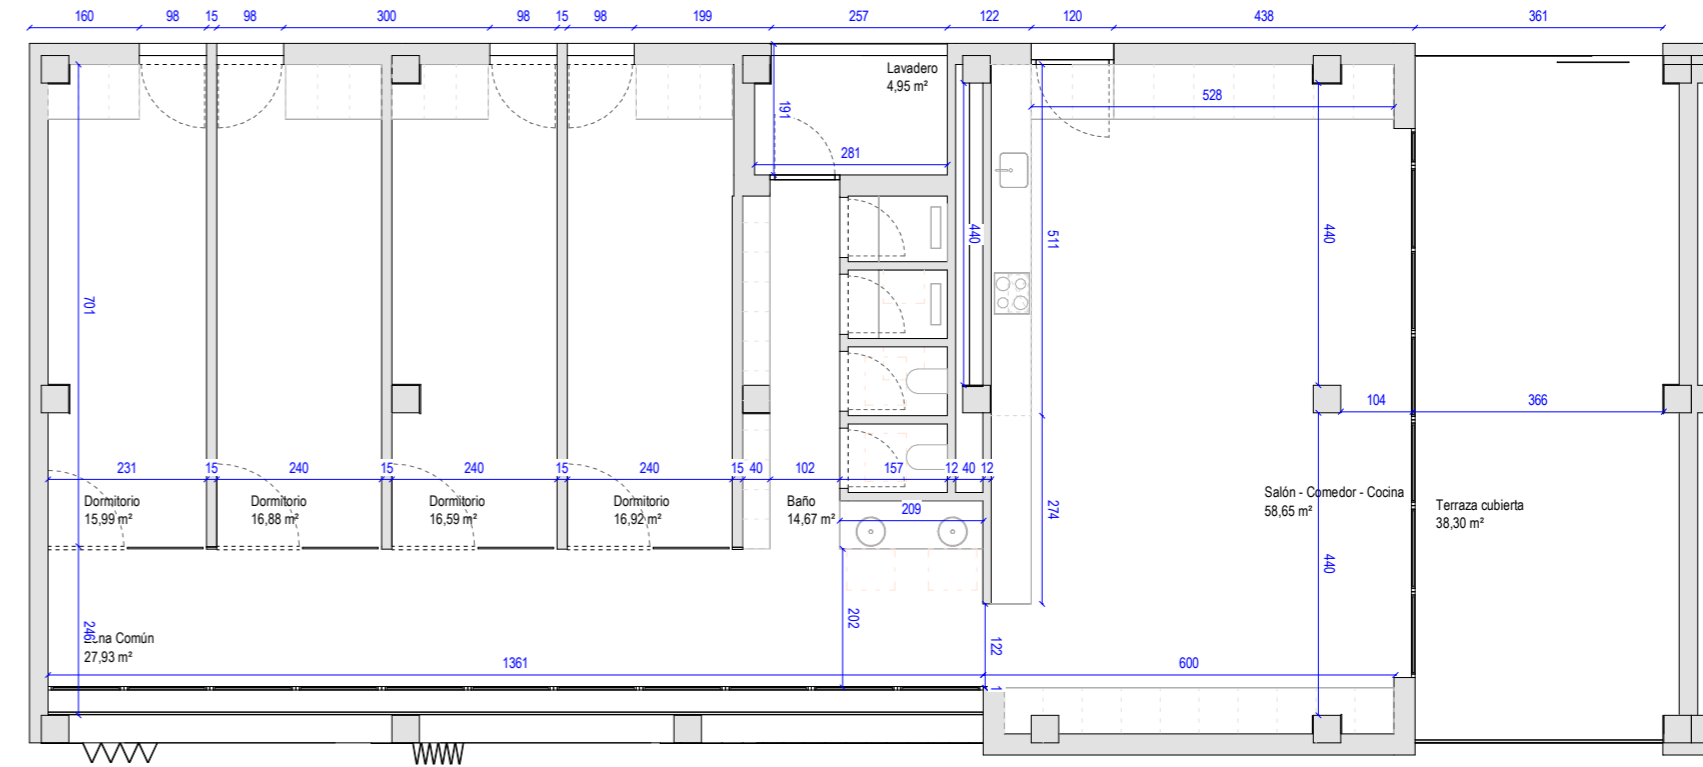 160 98 15 98 300 98 15 98 199 257 122 120 438 361
Lavadero
4,95 m²
528
191
281
440
511
440
701
104 366
231 15 240 15 240 15 240 15 40 102 157 12 40 12
Dormitorio
15,99 m²
Dormitorio
16,88 m²
Dormitorio
16,59 m²
Dormitorio
16,92 m²
Baño
14,67 m²
209
274
Salón - Comedor - Cocina
58,65 m²
Terraza cubierta
38,30 m²
440
202
122
246
Zona Común
27,93 m²
1361
600
1